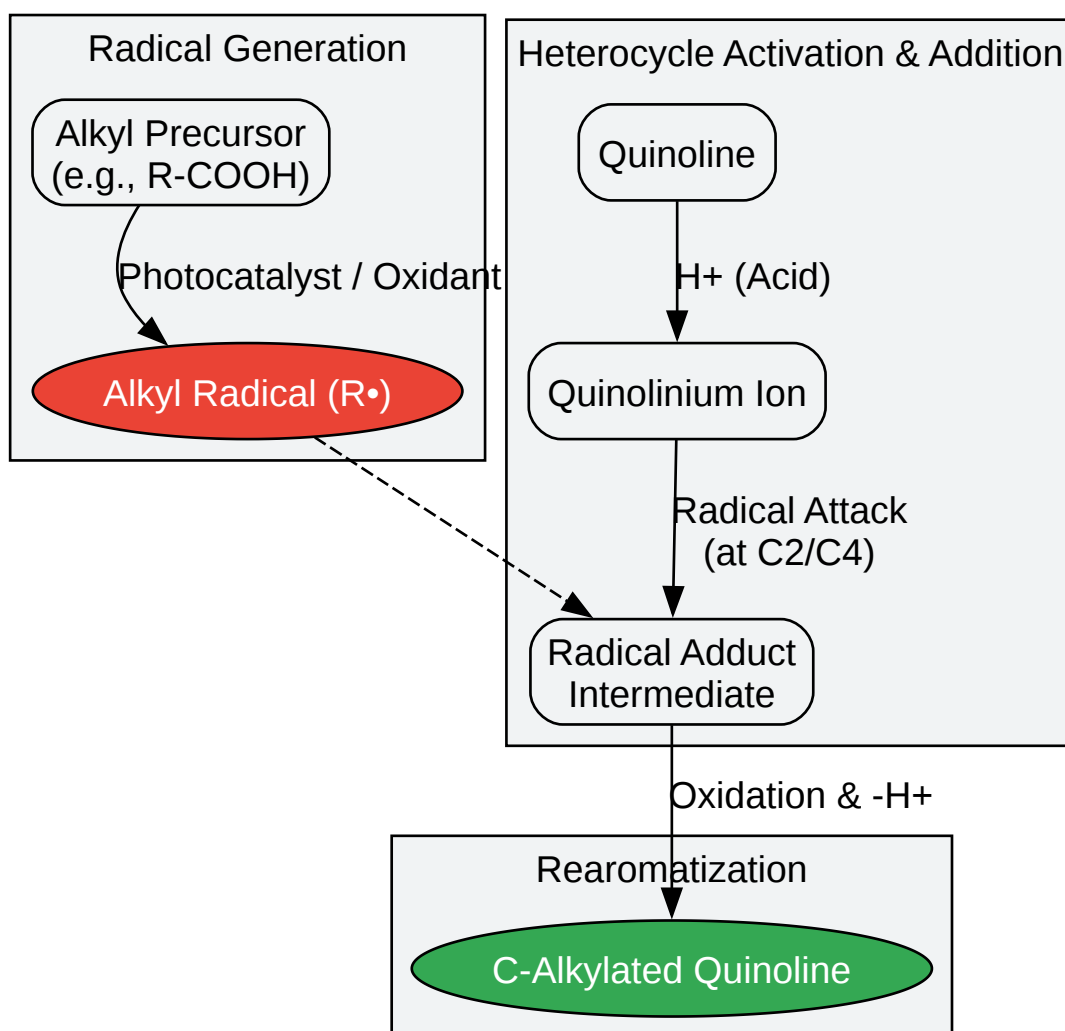 Radical Generation
Alkyl Precursor
(e.g., R-COOH)
Photocatalyst / Oxidant
Alkyl Radical (R•)
Heterocycle Activation & Addition
Quinoline
H+ (Acid)
Quinolinium Ion
Radical Attack
(at C2/C4)
Radical Adduct
Intermediate
Oxidation & -H+
Rearomatization
C-Alkylated Quinoline